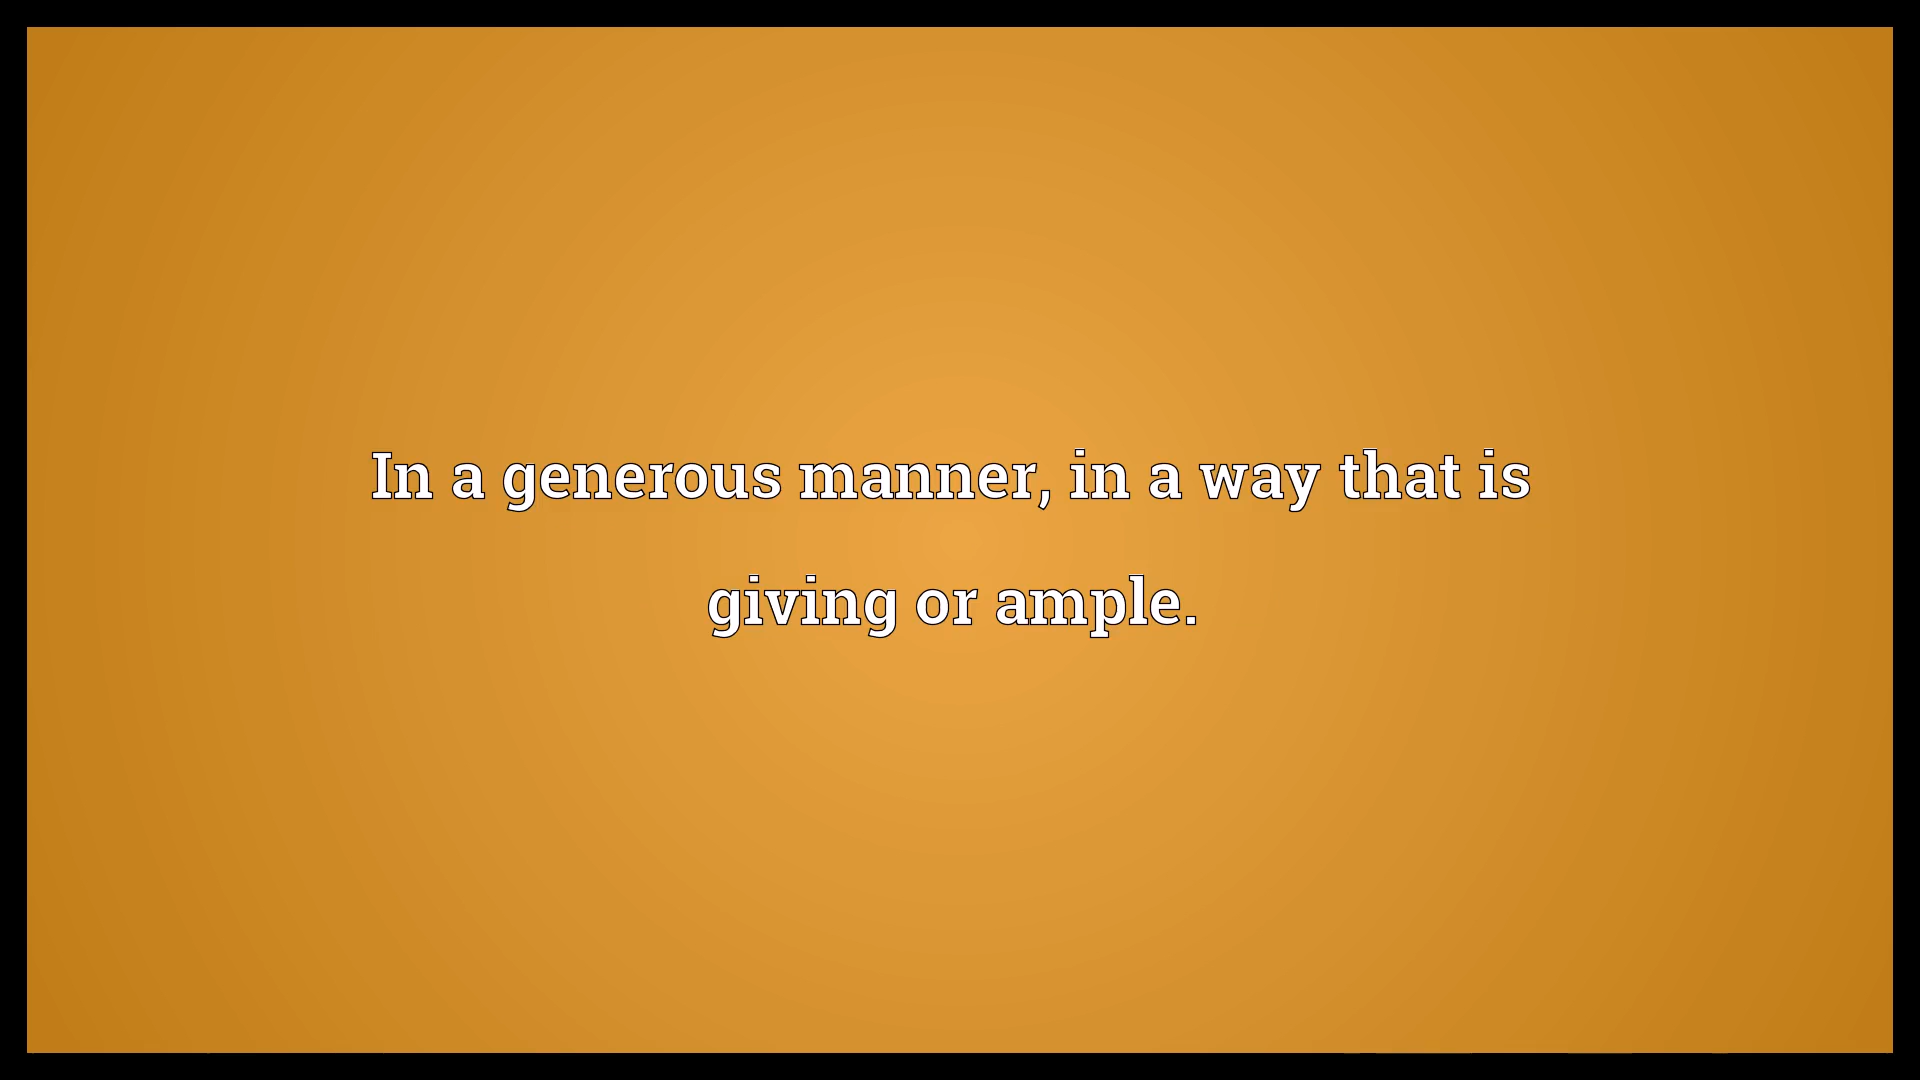 In a generous manner, in a way that is
giving or ample.